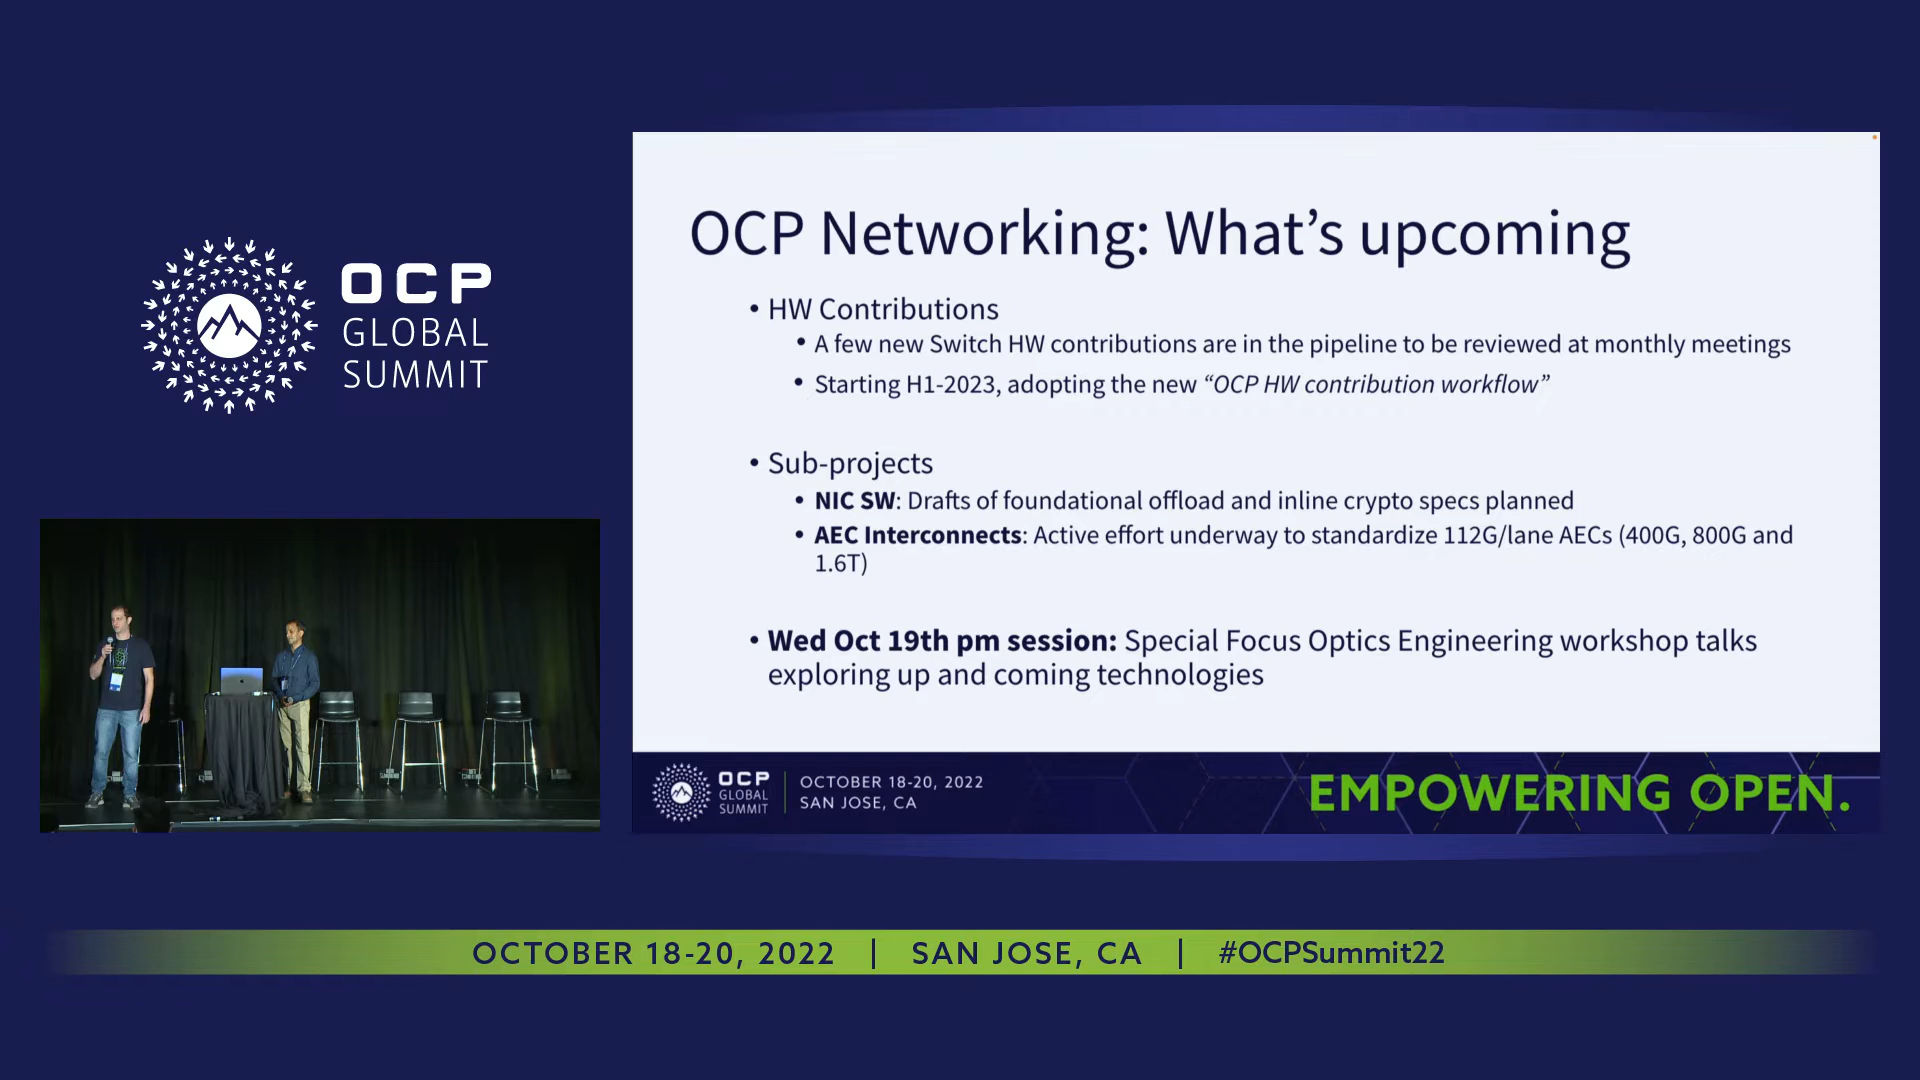 OCP
GLOBAL
SUMMIT
OCP Networking: What’s upcoming
• HW Contributions
• A few new Switch HW contributions are in the pipeline to be reviewed at monthly meetings
• Starting H1-2023, adopting the new “OCP HW contribution workflow”
• Sub-projects
• NIC SW: Drafts of foundational offload and inline crypto specs planned
• AEC Interconnects: Active effort underway to standardize 112G/lane AECs (400G, 800G and
1.6T)
• Wed Oct 19th pm session: Special Focus Optics Engineering workshop talks
exploring up and coming technologies
OCP
GLOBAL
SUMMIT
OCTOBER 18-20, 2022
SAN JOSE, CA
EMPOWERING OPEN.
OCTOBER 18-20, 2022 | SAN JOSE, CA | #OCPSummit22